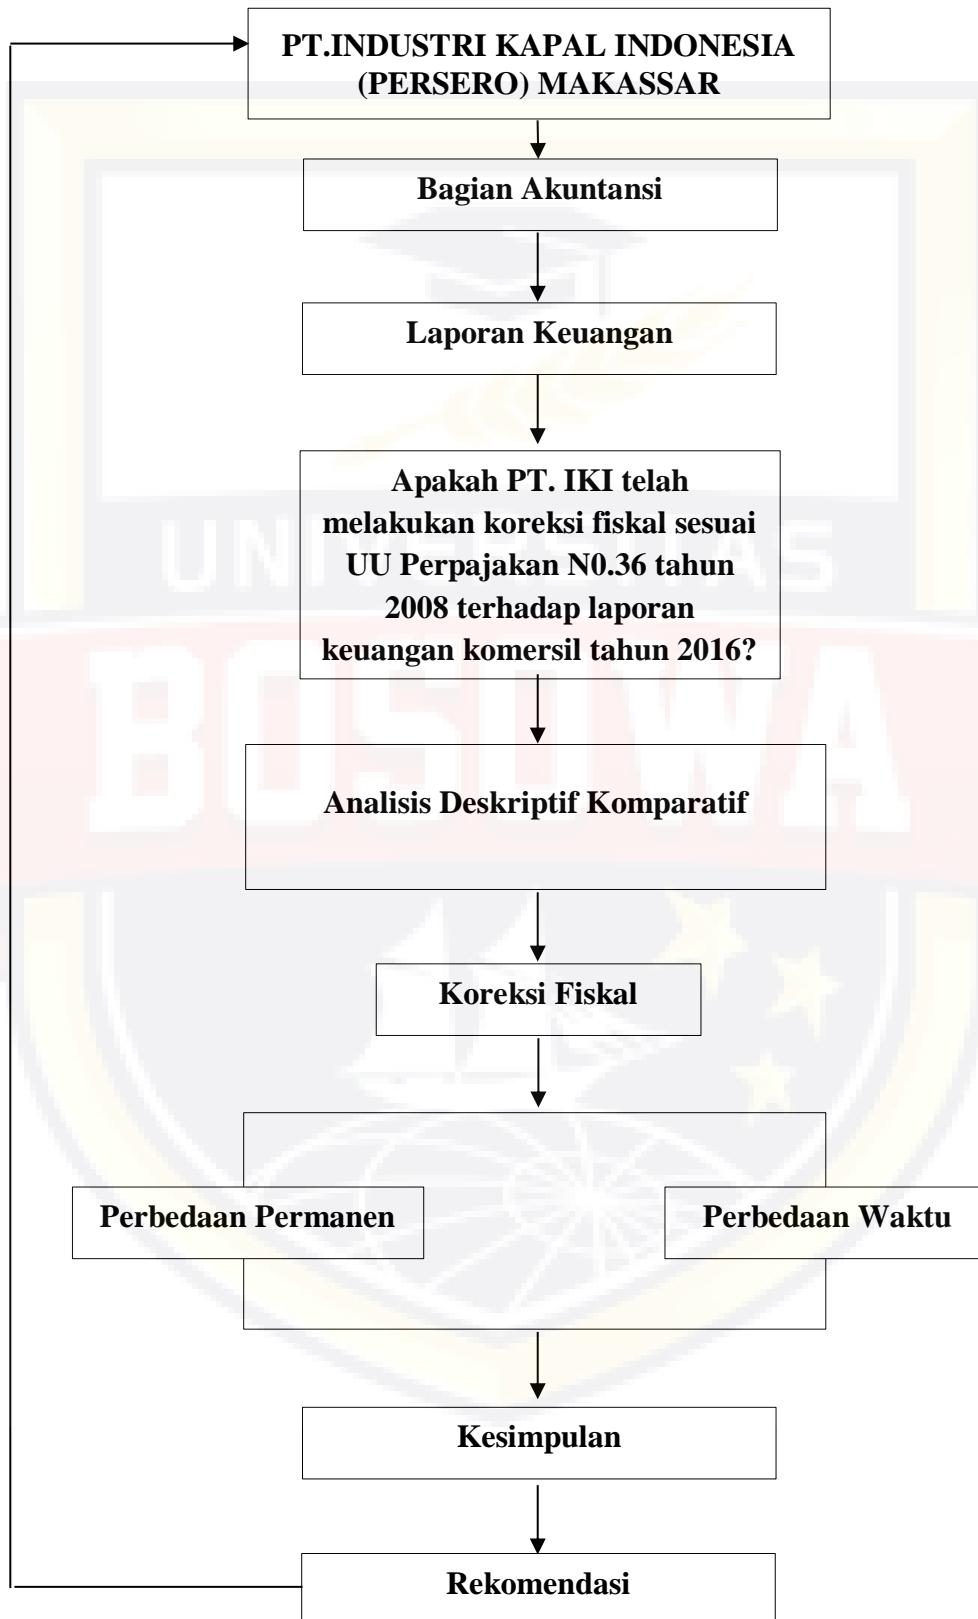 PT.INDUSTRI KAPAL INDONESIA
(PERSERO) MAKASSAR
Bagian Akuntansi
Laporan Keuangan
Apakah PT. IKI telah
melakukan koreksi fiskal sesuai
UU Perpajakan N0.36 tahun
2008 terhadap laporan
keuangan komersil tahun 2016?
UNIVERSITAS
BOSOWA
Analisis Deskriptif Komparatif
Koreksi Fiskal
Perbedaan Permanen
Perbedaan Waktu
Kesimpulan
Rekomendasi